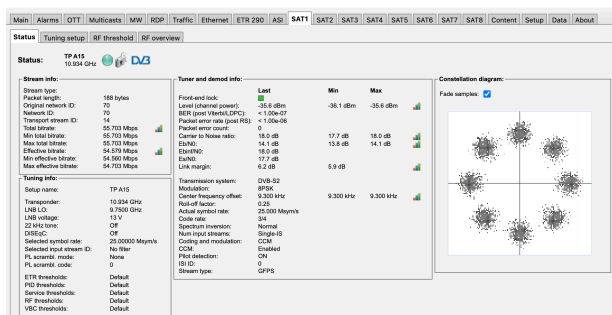 Main Alarms OTT Multicasts MW RDP Traffic Ethernet ETR 290 ASI SAT1 SAT2 SAT3 SAT4 SAT5 SAT6 SAT7 SAT8 Content Setup Data About
Status Tuning setup RF threshold RF overview
Status: TP A15
10.934 GHz DVB
Stream info:
Stream type:
Packet length: 188 bytes
Original network ID: 70
Network ID: 70
Transport stream ID: 14
Total bitrate: 55.703 Mbps
Min total bitrate: 55.703 Mbps
Max total bitrate: 55.703 Mbps
Effective bitrate: 54.579 Mbps
Min effective bitrate: 54.560 Mbps
Max effective bitrate: 54.703 Mbps
Tuning info:
Setup name: TP A15
Transponder: 10.934 GHz
LNB LO: 9.7500 GHz
LNB voltage: 13 V
22 kHz tone: Off
DiSEqC: Off
Selected symbol rate: 25.00000 Msym/s
Selected input stream ID: No filter
PL scrambl. mode: None
PL scrambl. code: 0
ETR thresholds: Default
PID thresholds: Default
Service thresholds: Default
RF thresholds: Default
VBC thresholds: Default
Tuner and demod info:
Last Min Max
Front-end lock:
Level (channel power): -35.6 dBm -36.1 dBm -35.6 dBm
BER (post Viterbi/LDPC): < 1.00e-07
Packet error rate (post RS): < 1.00e-06
Packet error count: 0
Carrier to Noise ratio: 18.0 dB 17.7 dB 18.0 dB
Eb/N0: 14.1 dB 13.8 dB 14.1 dB
Ebinf/N0: 18.0 dB
Es/N0: 17.7 dB
Link margin: 6.2 dB 5.9 dB
Transmission system: DVB-S2
Modulation: 8PSK
Center frequency offset: 9.300 kHz 9.300 kHz 9.300 kHz
Roll-off factor: 0.25
Actual symbol rate: 25.000 Msym/s
Code rate: 3/4
Spectrum inversion: Normal
Num input streams: Single-IS
Coding and modulation: CCM
CCM: Enabled
Pilot detection: ON
ISI ID: 0
Stream type: GFPS
Constellation diagram:
Fade samples: